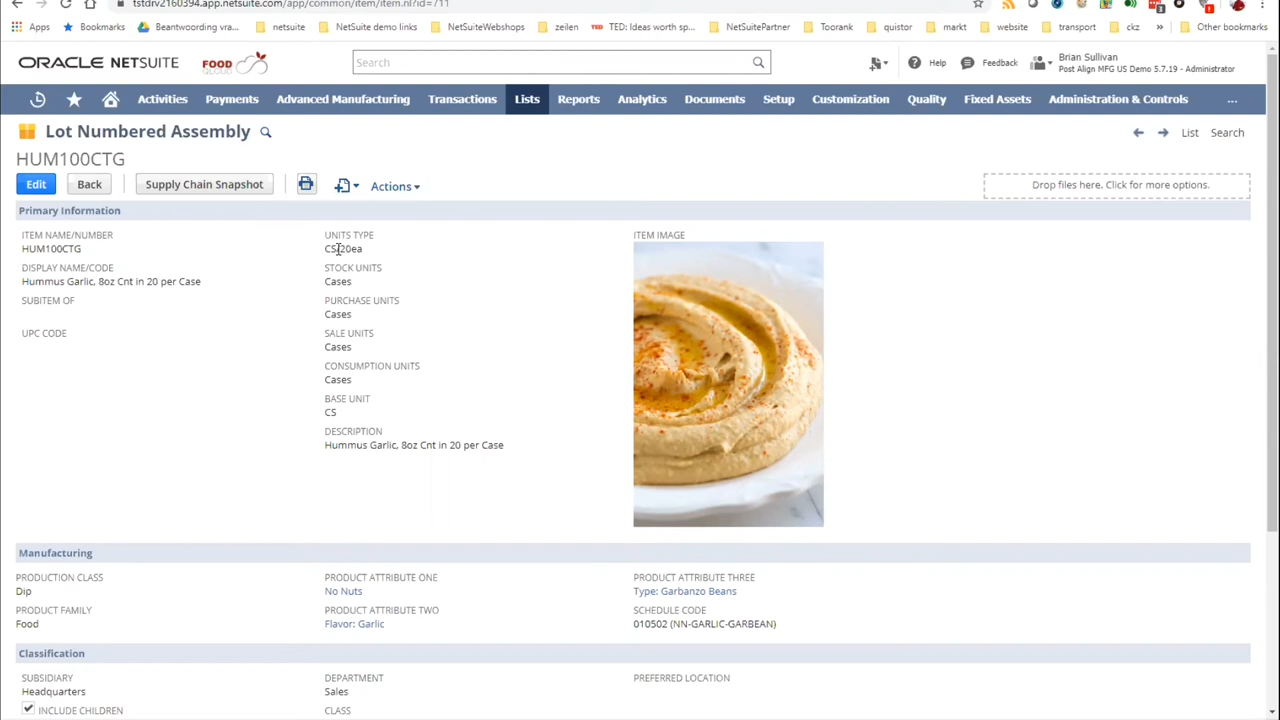 tstdrv2160394.app.netsuite.com/app/common/item/item.nl?id=711
Apps Bookmarks Beantwoording vra... netsuite NetSuite demo links NetSuiteWebshops zeilen TED TED: Ideas worth sp... NetSuitePartner Toorank quistor markt website transport ckz » Other bookmarks
ORACLE NETSUITE FOOD QLOUD Search Help Feedback Brian Sullivan
Post Align MFG US Demo 5.7.19 - Administrator
Activities Payments Advanced Manufacturing Transactions Lists Reports Analytics Documents Setup Customization Quality Fixed Assets Administration & Controls ...
Lot Numbered Assembly List Search
HUM100CTG
Edit Back Supply Chain Snapshot Actions Drop files here. Click for more options.
Primary Information
ITEM NAME/NUMBER
HUM100CTG
DISPLAY NAME/CODE
Hummus Garlic, 8oz Cnt in 20 per Case
SUBITEM OF
UPC CODE
UNITS TYPE
STOCK UNITS
Cases
PURCHASE UNITS
Cases
SALE UNITS
Cases
CONSUMPTION UNITS
Cases
BASE UNIT
CS
DESCRIPTION
Hummus Garlic, 8oz Cnt in 20 per Case
ITEM IMAGE
Manufacturing
PRODUCTION CLASS
Dip
PRODUCT FAMILY
Food
PRODUCT ATTRIBUTE ONE
No Nuts
PRODUCT ATTRIBUTE TWO
Flavor: Garlic
PRODUCT ATTRIBUTE THREE
Type: Garbanzo Beans
SCHEDULE CODE
010502 (NN-GARLIC-GARBEAN)
Classification
SUBSIDIARY
Headquarters
INCLUDE CHILDREN
DEPARTMENT
Sales
CLASS
PREFERRED LOCATION